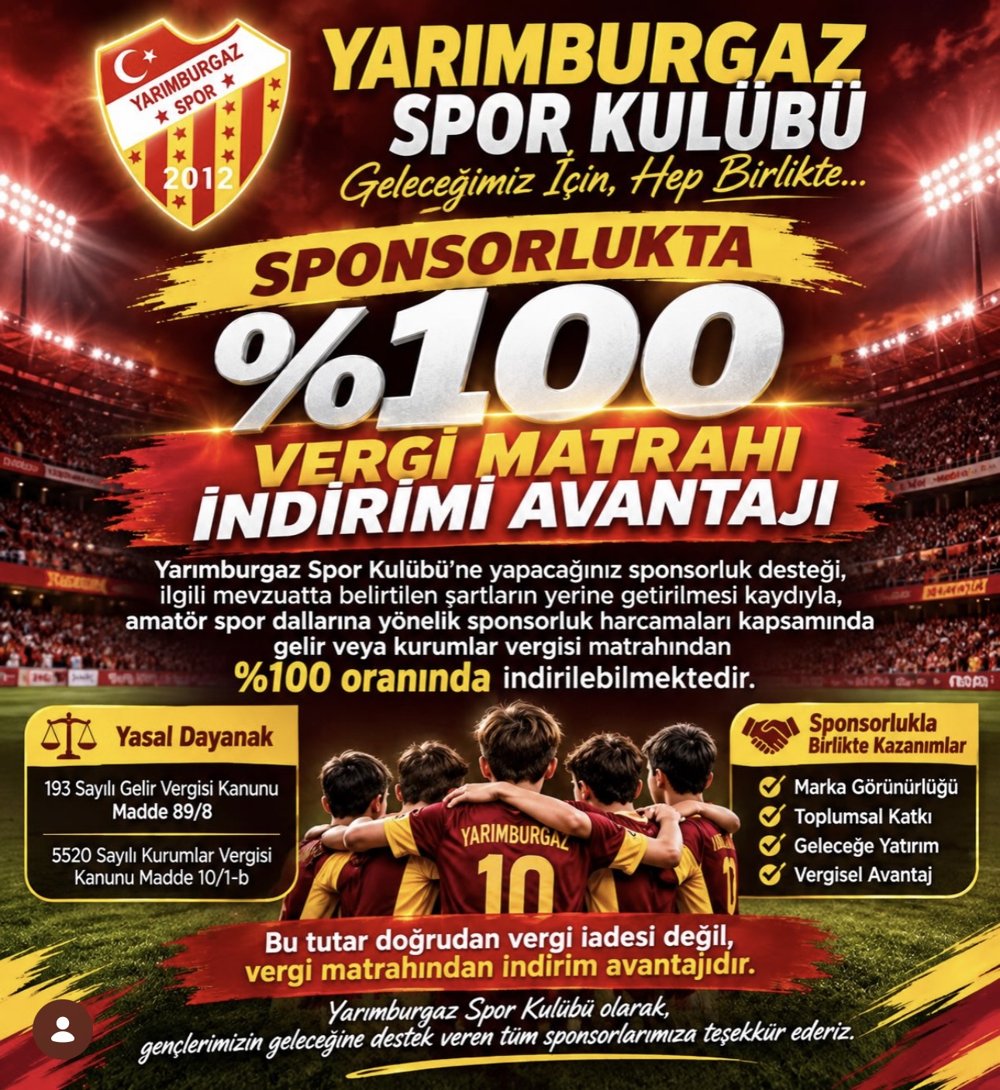 YARIMBURGAZ
SPOR
2012
YARIMBURGAZ
SPOR KULÜBÜ
Geleceğimiz İçin, Hep Birlikte...
SPONSORLUKTA
%100
VERGİ MATRAHI
İNDİRİMİ AVANTAJI
Yarımburgaz Spor Kulübü'ne yapacağınız sponsorluk desteği,
ilgili mevzuatta belirtilen şartların yerine getirilmesi kaydıyla,
amatör spor dallarına yönelik sponsorluk harcamaları kapsamında
gelir veya kurumlar vergisi matrahından
%100 oranında indirilebilmektedir.
Yasal Dayanak
193 Sayılı Gelir Vergisi Kanunu
Madde 89/8
5520 Sayılı Kurumlar Vergisi
Kanunu Madde 10/1-b
Sponsorlukla
Birlikte Kazanımlar
Marka Görünürlüğü
Toplumsal Katkı
Geleceğe Yatırım
Vergisel Avantaj
YARIMBURGAZ
10
Bu tutar doğrudan vergi iadesi değil,
vergi matrahından indirim avantajıdır.
Yarımburgaz Spor Kulübü olarak,
gençlerimizin geleceğine destek veren tüm sponsorlarımıza teşekkür ederiz.